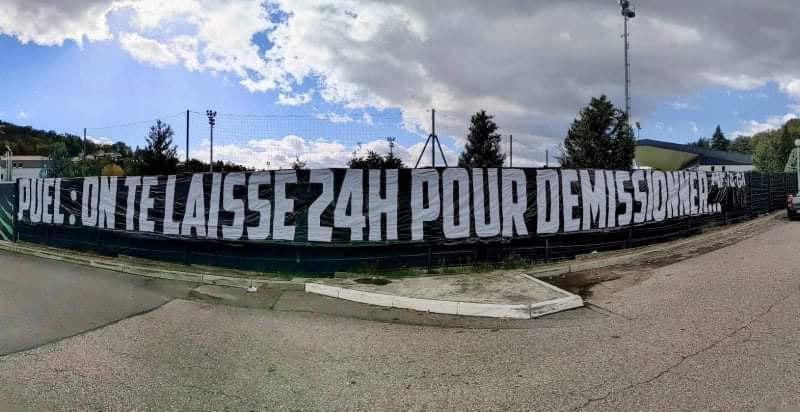 PUEL : ON TE LAISSE 24H POUR DEMISSIONNER...